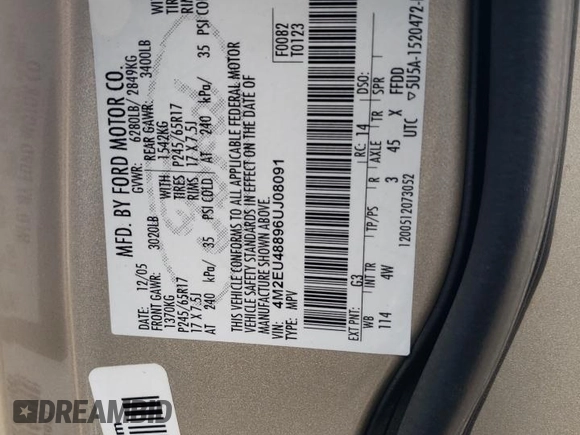 MFD. BY FORD MOTOR CO.
DATE: 12/05
GVWR: 6280LB/ 2849KG
FRONT GAWR: 3020LB
REAR GAWR: 3400LB
1370KG
WITH
1542KG
WITH
P245/65R17
TIRES
P245/65R17
17 X 7.5J
RIMS
17 X 7.5J
AT 240 kPa/ 35 PSI COLD
AT 240 kPa/ 35 PSI
THIS VEHICLE CONFORMS TO ALL APPLICABLE FEDERAL MOTOR
VEHICLE SAFETY STANDARDS IN EFFECT ON THE DATE OF
MANUFACTURE SHOWN ABOVE.
VIN: 4M2EU48896UJ08091
TYPE: MPV
F0082
T0123
EXT PNT: G3
RC: 14
DSO:
WB
INT TR
TP/PS
R
AXLE
TR
SPR
114
4W
3
45
X
FFDD
1200512073052
UTC
▽5U5A-1520472-
DREAMBID